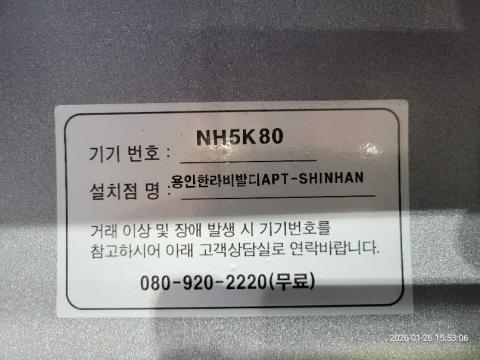 기기 번호 : NH5K80
설치점 명 : 용인한라비발디APT-SHINHAN
거래 이상 및 장애 발생 시 기기번호를
참고하시어 아래 고객상담실로 연락바랍니다.
080-920-2220(무료)
2026-01-26 15:53:06